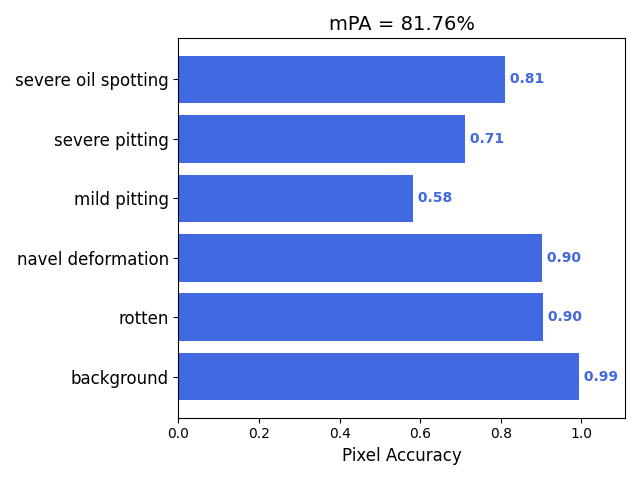 mPA = 81.76%
severe oil spotting 0.81
severe pitting 0.71
mild pitting 0.58
navel deformation 0.90
rotten 0.90
background 0.99
0.0 0.2 0.4 0.6 0.8 1.0
Pixel Accuracy